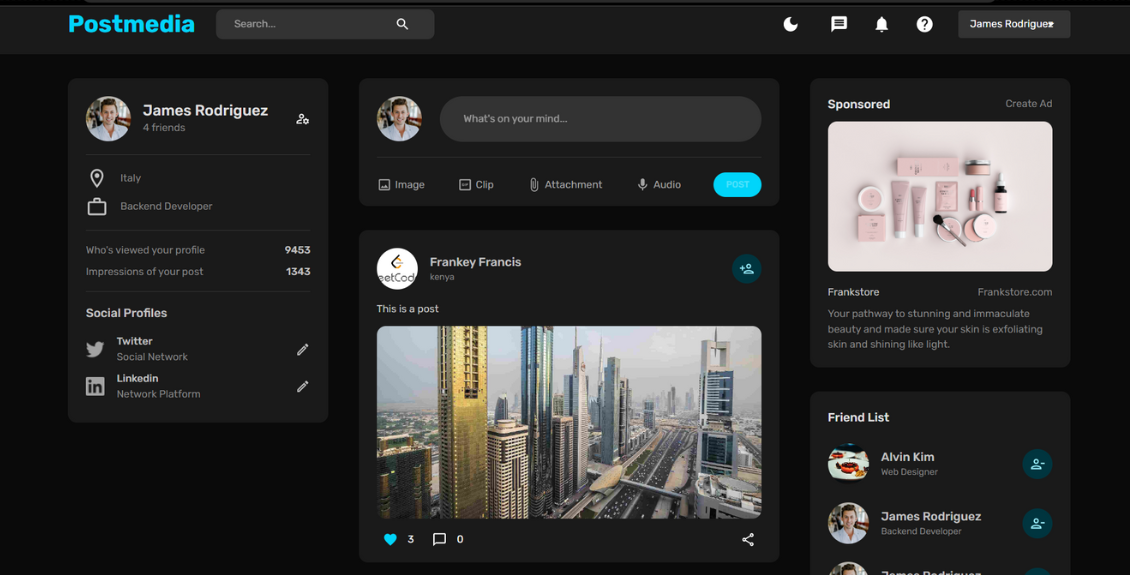 Postmedia
Search...
James Rodriguez
James Rodriguez
4 friends
Italy
Backend Developer
Who's viewed your profile 9453
Impressions of your post 1343
Social Profiles
Twitter
Social Network
Linkedin
Network Platform
What's on your mind...
Image Clip Attachment Audio POST
GIF
eetCod
Frankey Francis
kenya
This is a post
3 0
Sponsored Create Ad
Frankstore Frankstore.com
Your pathway to stunning and immaculate
beauty and made sure your skin is exfoliating
skin and shining like light.
Friend List
Alvin Kim
Web Designer
James Rodriguez
Backend Developer
James Rodriguez